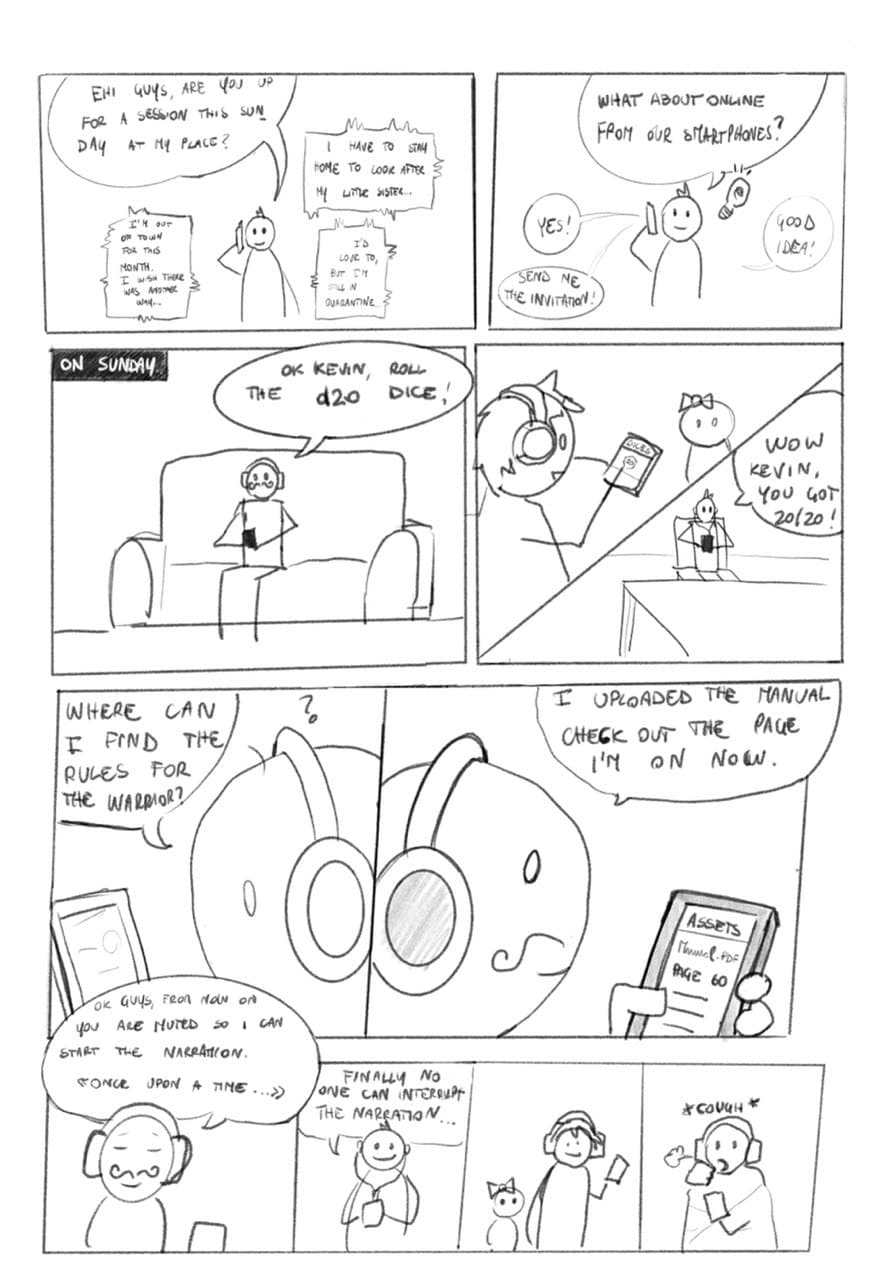 EHI GUYS, ARE YOU UP
FOR A SESSION THIS SUN
DAY AT MY PLACE?
I HAVE TO STAY
HOME TO LOOK AFTER
MY LITTLE SISTER...
I'M OUT
OF TOWN
FOR THIS
MONTH.
I WISH THERE
WAS ANOTHER
WAY...
I'D
LOVE TO,
BUT I'M
STILL IN
QUARANTINE
WHAT ABOUT ONLINE
FROM OUR SMARTPHONES?
YES!
SEND ME
THE INVITATION!
GOOD
IDEA!
ON SUNDAY.
OK KEVIN, ROLL
THE d20 DICE!
DICES
WOW
KEVIN,
YOU GOT
20/20!
WHERE CAN
I FIND THE
RULES FOR
THE WARRIOR?
?
I UPLOADED THE MANUAL
CHECK OUT THE PAGE
I'M ON NOW.
ASSETS
Manual.PDF
PAGE 60
OK GUYS, FROM NOW ON
YOU ARE MUTED SO I CAN
START THE NARRATION.
«ONCE UPON A TIME...»
FINALLY NO
ONE CAN INTERRUPT
THE NARRATION...
*COUGH*